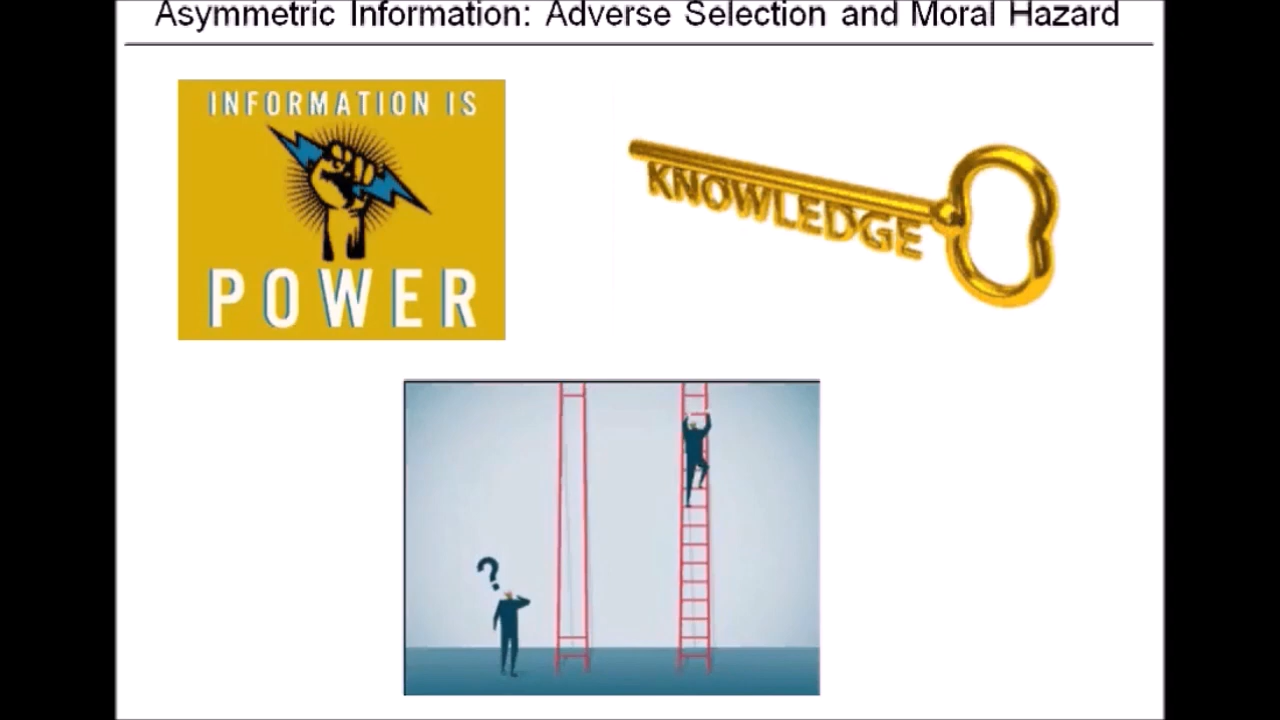 Asymmetric Information: Adverse Selection and Moral Hazard
INFORMATION IS
POWER
KNOWLEDGE
?